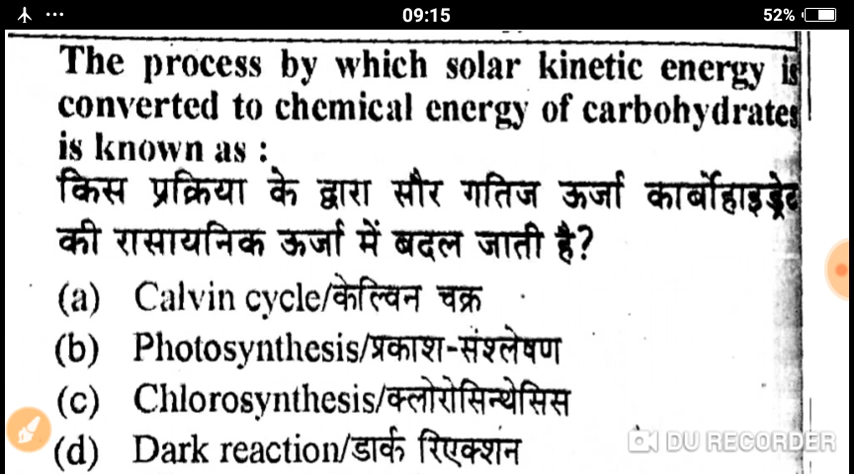 09:15
52%
The process by which solar kinetic energy is
converted to chemical energy of carbohydrates
is known as :
किस प्रक्रिया के द्वारा सौर गतिज ऊर्जा कार्बोहाइड्रेट
की रासायनिक ऊर्जा में बदल जाती है?
(a) Calvin cycle/केल्विन चक्र
(b) Photosynthesis/प्रकाश-संश्लेषण
(c) Chlorosynthesis/क्लोरोसिन्थेसिस
(d) Dark reaction/डार्क रिएक्शन
DU RECORDER